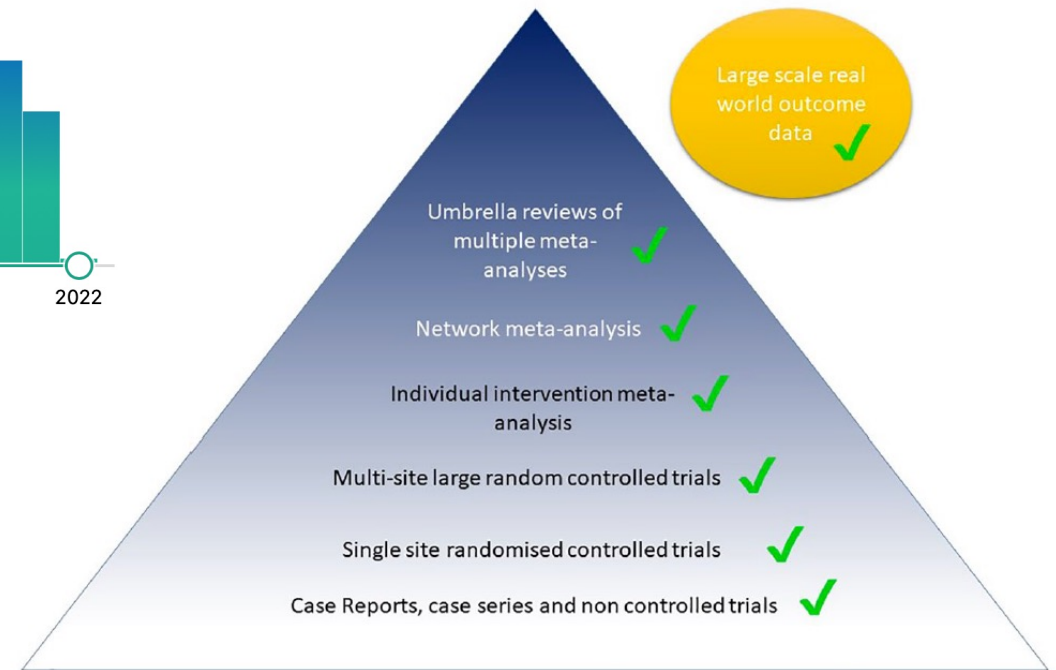 Large scale real
world outcome
data
Umbrella reviews of
multiple meta-
analyses
2022
Network meta-analysis
Individual intervention meta-
analysis
Multi-site large random controlled trials
Single site randomised controlled trials
Case Reports, case series and non controlled trials